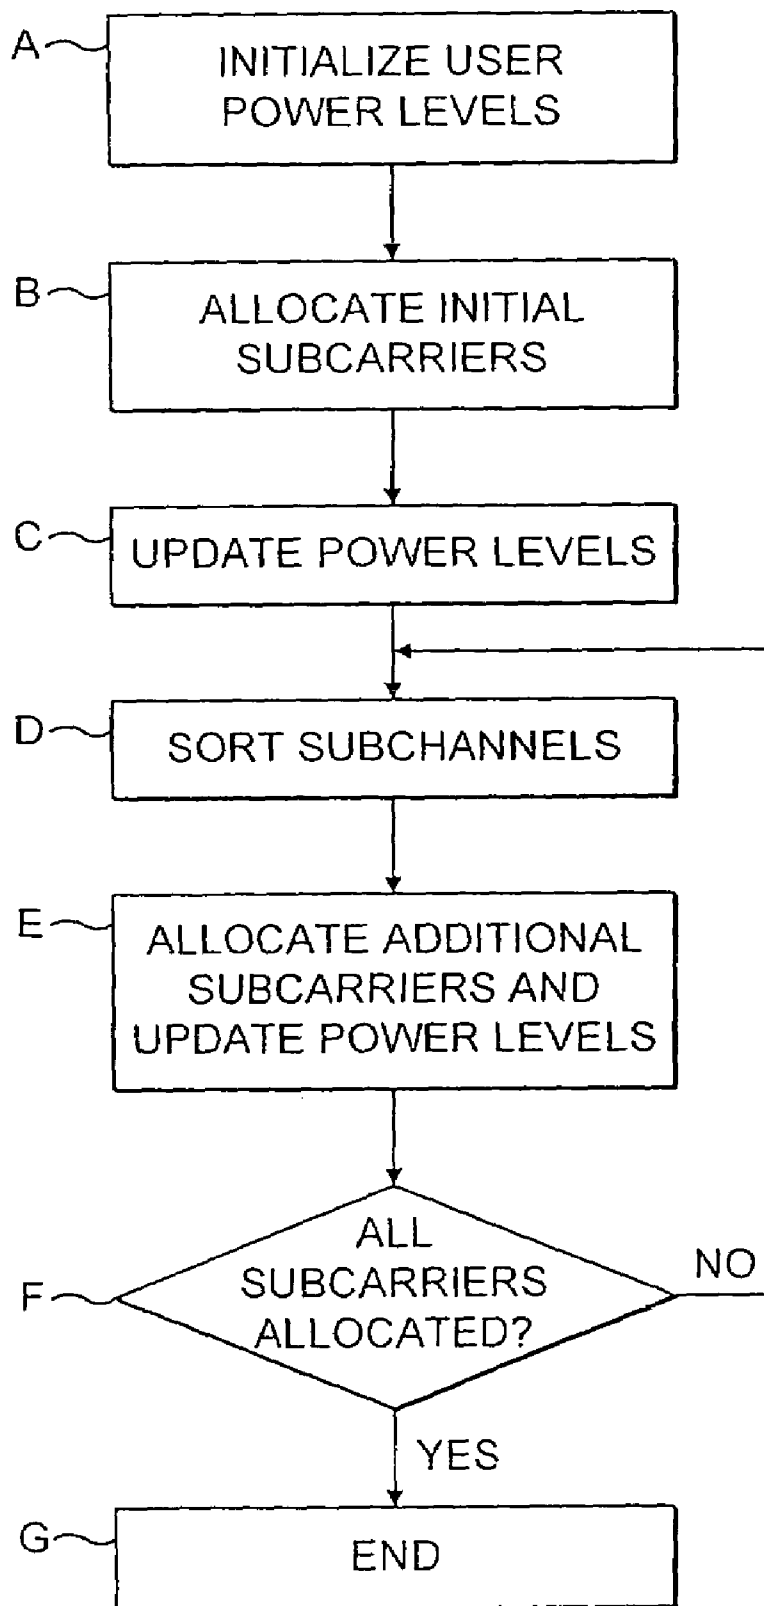 A
INITIALIZE USER
POWER LEVELS
B
ALLOCATE INITIAL
SUBCARRIERS
C
UPDATE POWER LEVELS
D
SORT SUBCHANNELS
E
ALLOCATE ADDITIONAL
SUBCARRIERS AND
UPDATE POWER LEVELS
F
ALL
SUBCARRIERS
ALLOCATED?
NO
YES
G
END